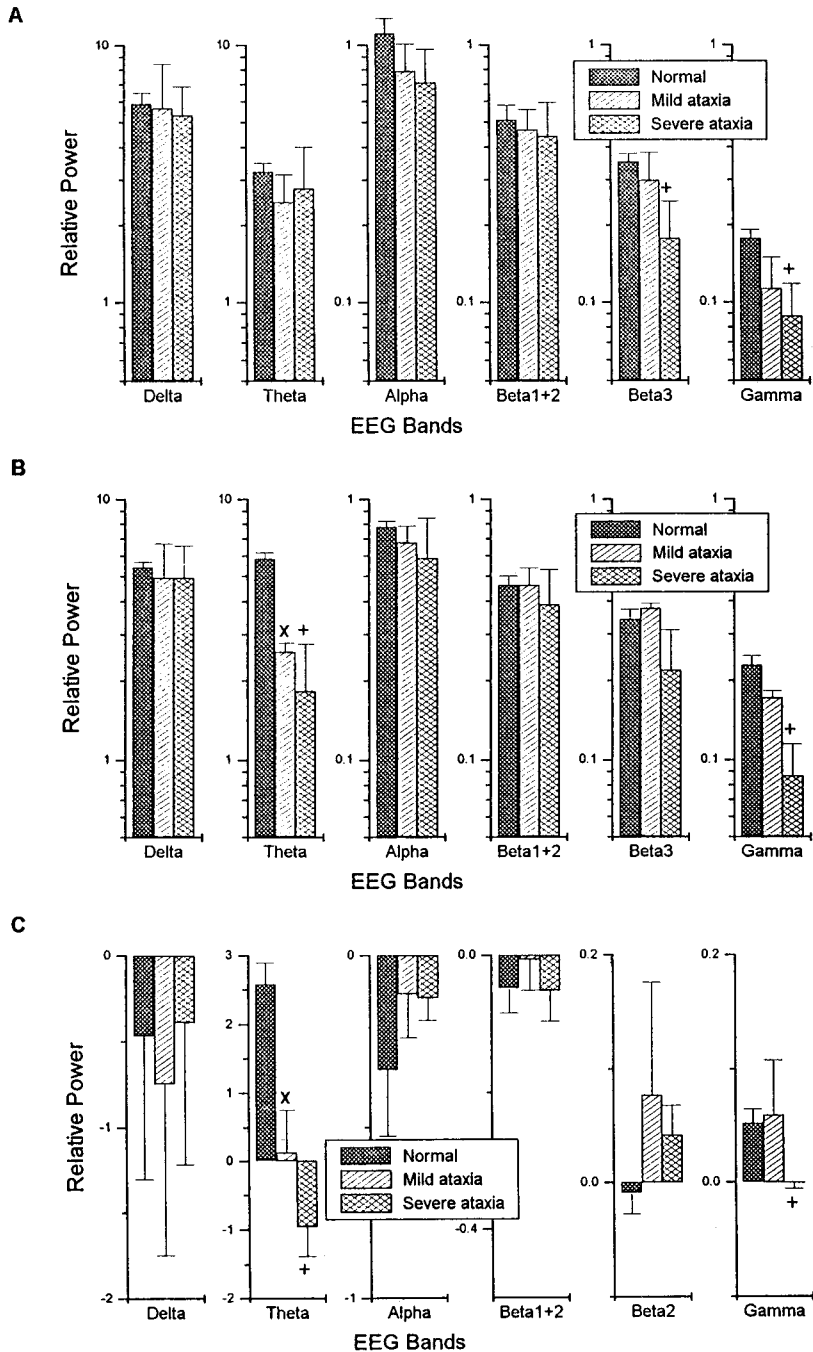 A
10
10
1
1
1
1
Normal
Mild ataxia
Severe ataxia
Relative Power
+
+
1
1
0.1
0.1
0.1
0.1
Delta
Theta
Alpha
Beta1+2
Beta3
Gamma
EEG Bands
B
10
10
1
1
1
1
Normal
Mild ataxia
Severe ataxia
Relative Power
x
+
+
1
1
0.1
0.1
0.1
0.1
Delta
Theta
Alpha
Beta1+2
Beta3
Gamma
EEG Bands
C
0
3
0
0.0
0.2
0.2
2
1
x
-1
0
0.0
0.0
Normal
Mild ataxia
Severe ataxia
Relative Power
-1
+
+
-0.4
-2
-2
-1
Delta
Theta
Alpha
Beta1+2
Beta2
Gamma
EEG Bands